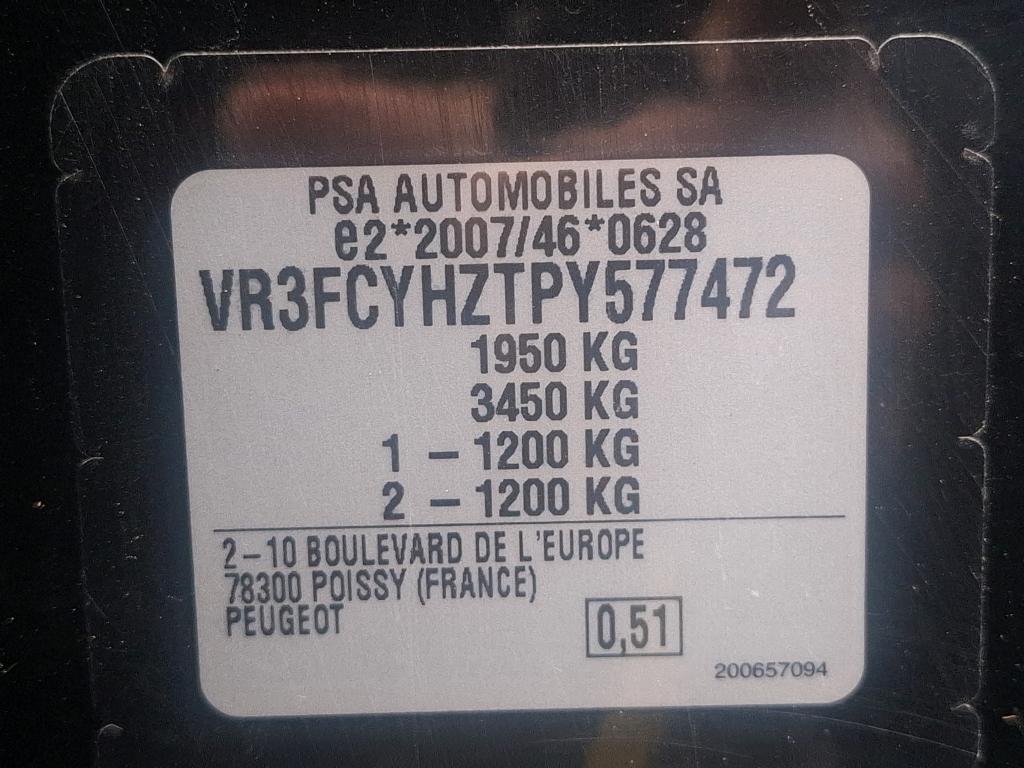 PSA AUTOMOBILES SA
e2*2007/46*0628
VR3FCYHZTPY577472
1950 KG
3450 KG
1 – 1200 KG
2 – 1200 KG
2–10 BOULEVARD DE L'EUROPE
78300 POISSY (FRANCE)
PEUGEOT
0,51
200657094